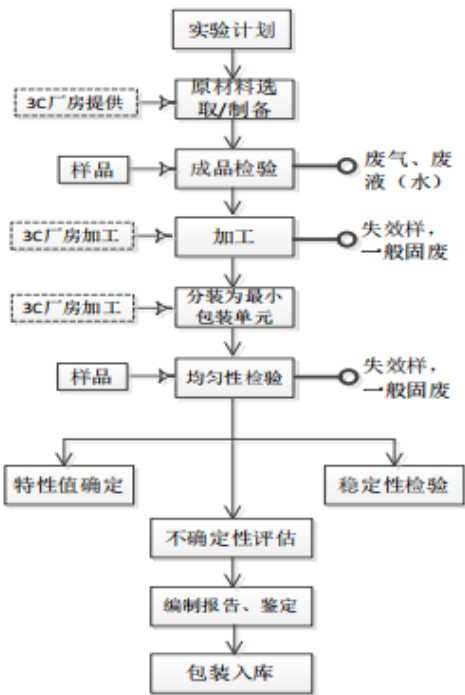 实验计划
3C厂房提供
原材料选
取/制备
样品
成品检验
废气、废
液（水）
3C厂房加工
加工
失效样，
一般固废
3C厂房加工
分装为最小
包装单元
样品
均匀性检验
失效样，
一般固废
特性值确定
稳定性检验
不确定性评估
编制报告、鉴定
包装入库